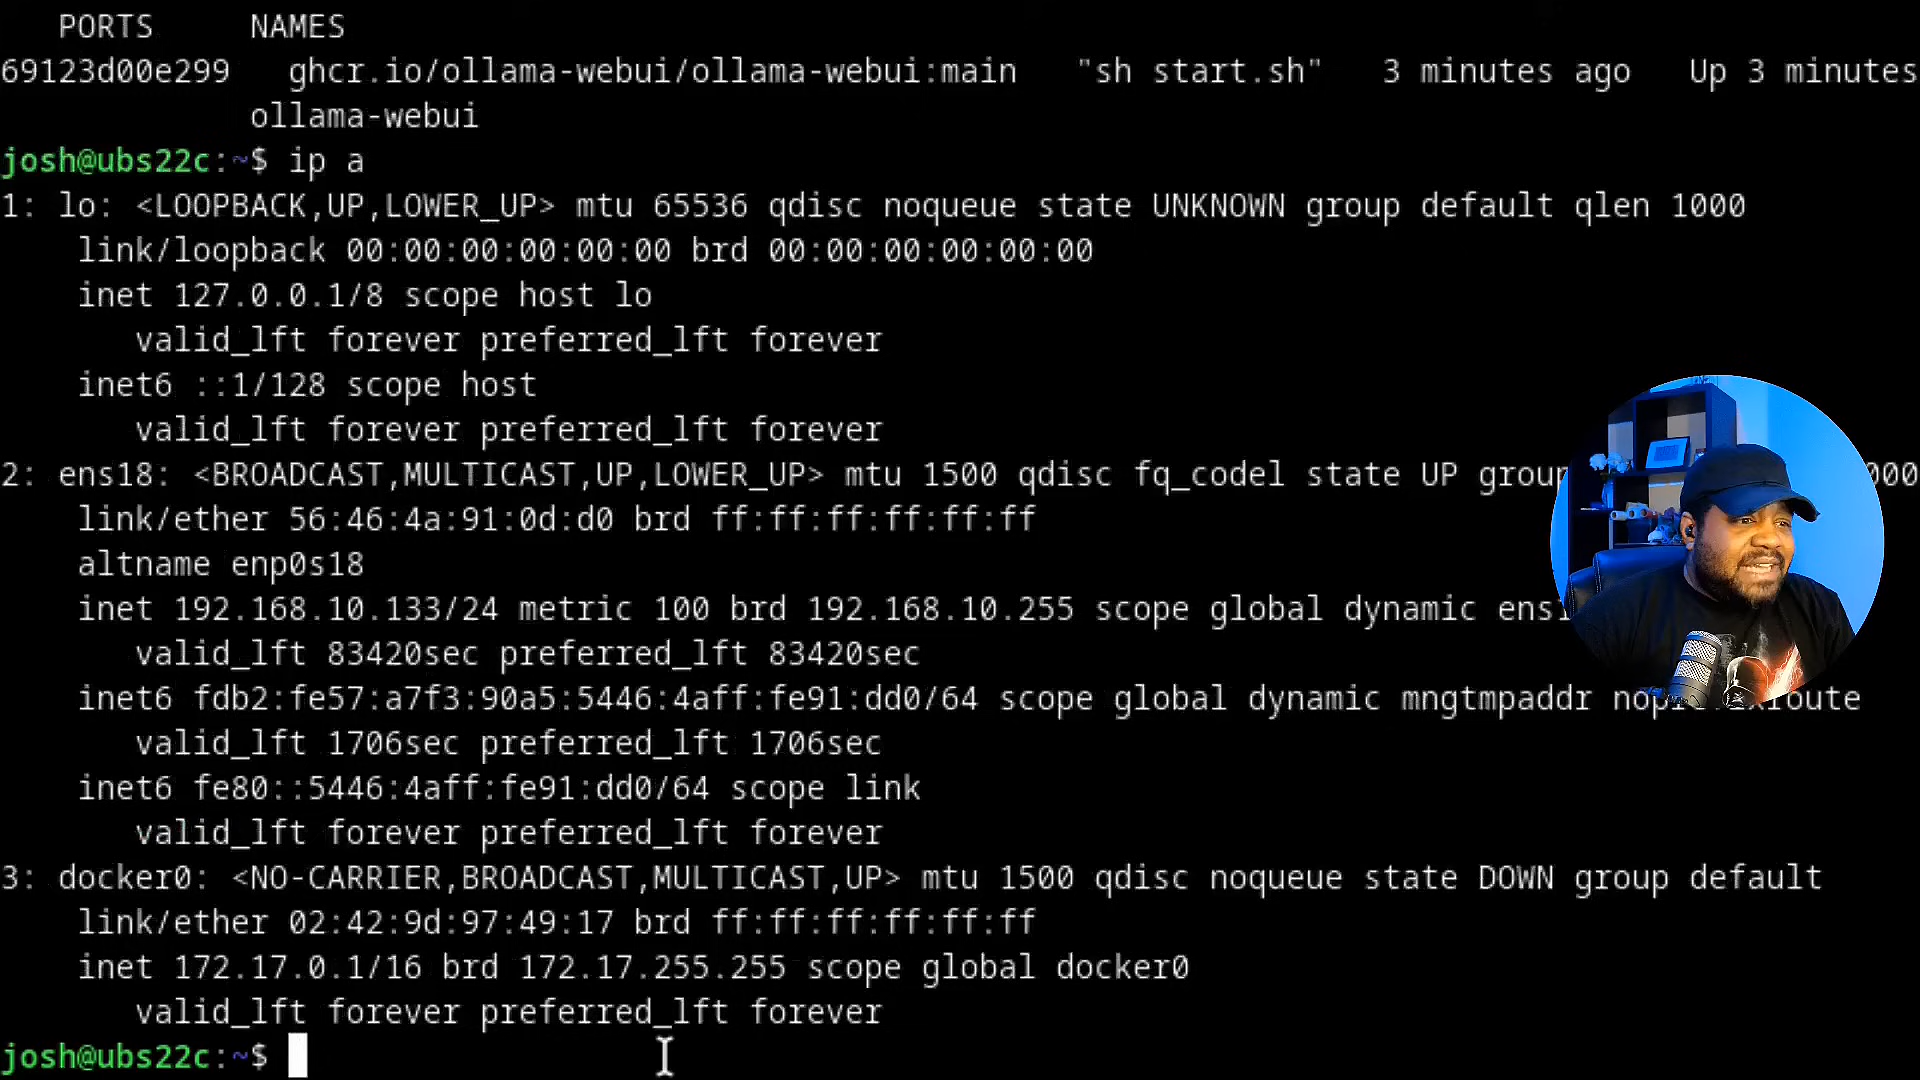 PORTS NAMES
69123d00e299 ghcr.io/ollama-webui/ollama-webui:main "sh start.sh" 3 minutes ago Up 3 minutes
ollama-webui
josh@ubs22c:~$ ip a
1: lo: <LOOPBACK,UP,LOWER_UP> mtu 65536 qdisc noqueue state UNKNOWN group default qlen 1000
link/loopback 00:00:00:00:00:00 brd 00:00:00:00:00:00
inet 127.0.0.1/8 scope host lo
valid_lft forever preferred_lft forever
inet6 ::1/128 scope host
valid_lft forever preferred_lft forever
2: ens18: <BROADCAST,MULTICAST,UP,LOWER_UP> mtu 1500 qdisc fq_codel state UP group
link/ether 56:46:4a:91:0d:d0 brd ff:ff:ff:ff:ff:ff
altname enp0s18
inet 192.168.10.133/24 metric 100 brd 192.168.10.255 scope global dynamic
valid_lft 83420sec preferred_lft 83420sec
inet6 fdb2:fe57:a7f3:90a5:5446:4aff:fe91:dd0/64 scope global dynamic mngtmpaddr
valid_lft 1706sec preferred_lft 1706sec
inet6 fe80::5446:4aff:fe91:dd0/64 scope link
valid_lft forever preferred_lft forever
3: docker0: <NO-CARRIER,BROADCAST,MULTICAST,UP> mtu 1500 qdisc noqueue state DOWN group default
link/ether 02:42:9d:97:49:17 brd ff:ff:ff:ff:ff:ff
inet 172.17.0.1/16 brd 172.17.255.255 scope global docker0
valid_lft forever preferred_lft forever
josh@ubs22c:~$